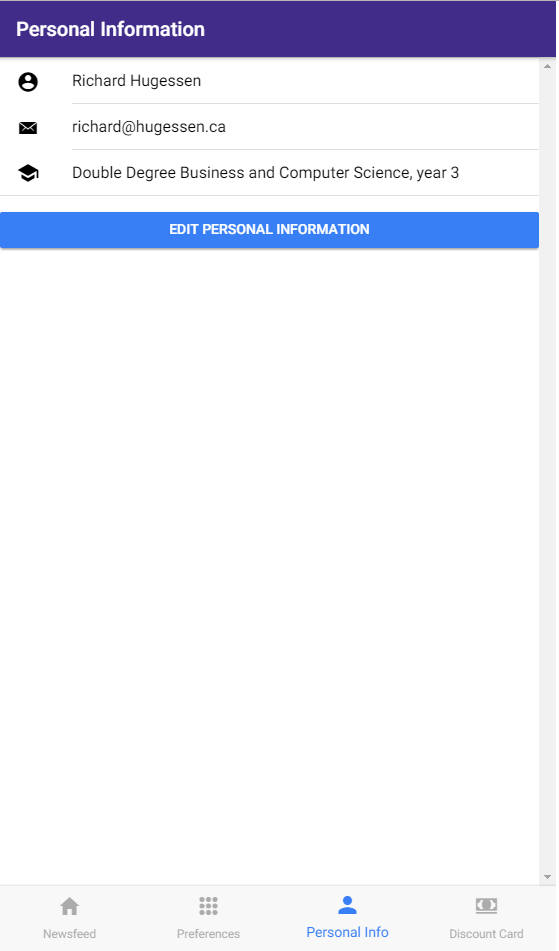 Personal Information
Richard Hugessen
richard@hugessen.ca
Double Degree Business and Computer Science, year 3
EDIT PERSONAL INFORMATION
Newsfeed
Preferences
Personal Info
Discount Card